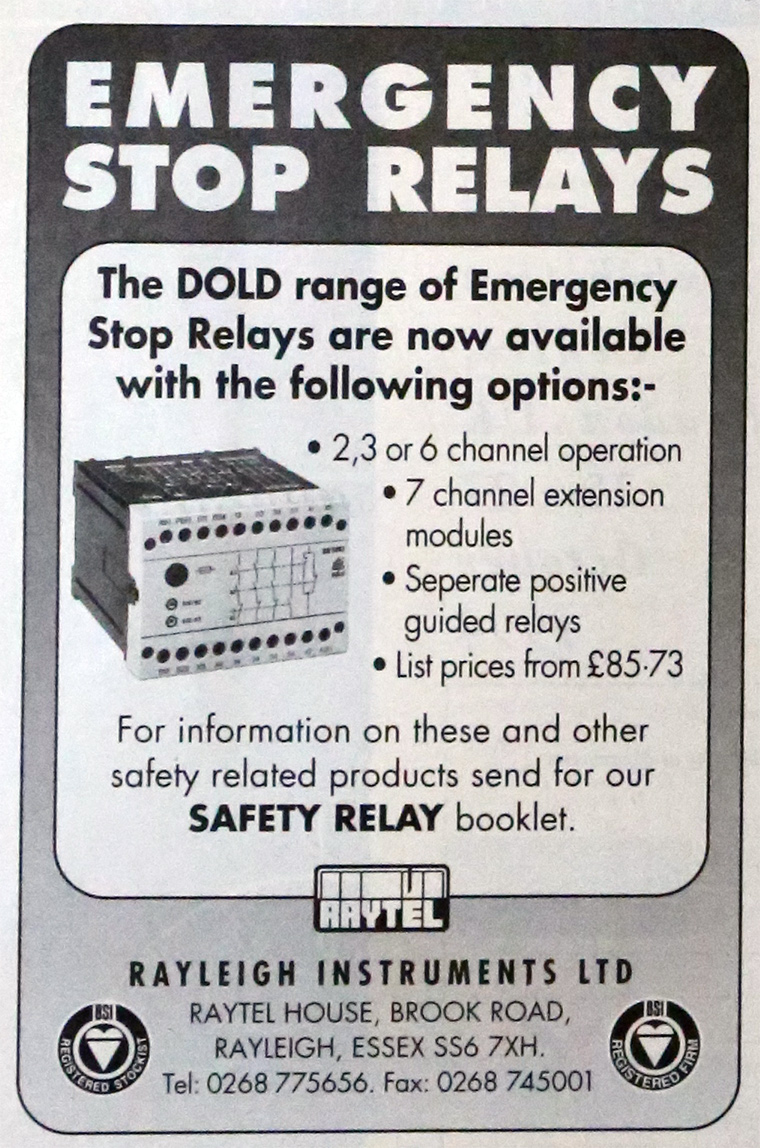 EMERGENCY
STOP RELAYS
The DOLD range of Emergency
Stop Relays are now available
with the following options:-
• 2,3 or 6 channel operation
• 7 channel extension
modules
• Seperate positive
guided relays
• List prices from £85·73
For information on these and other
safety related products send for our
SAFETY RELAY booklet.
RAYTEL
RAYLEIGH INSTRUMENTS LTD
RAYTEL HOUSE, BROOK ROAD,
RAYLEIGH, ESSEX SS6 7XH.
Tel: 0268 775656. Fax: 0268 745001
BSI
REGISTERED STOCKIST
BSI
REGISTERED FIRM